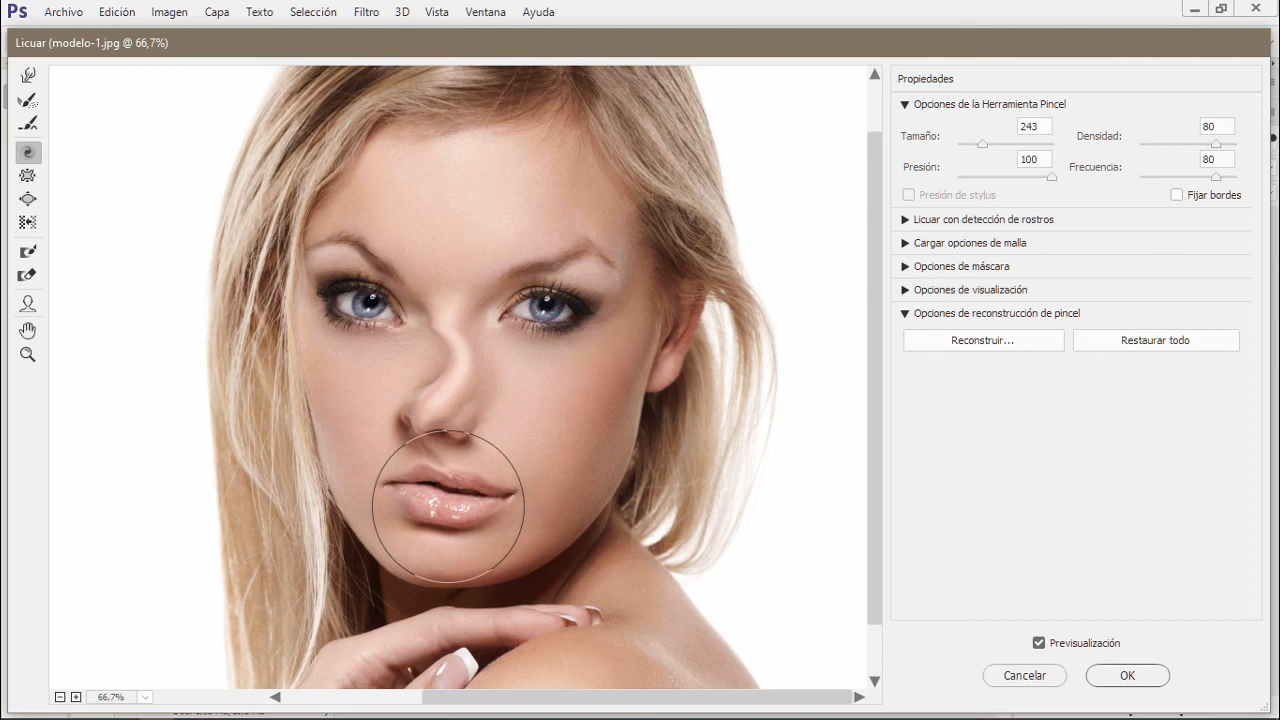 Ps Archivo Edición Imagen Capa Texto Selección Filtro 3D Vista Ventana Ayuda
Licuar (modelo-1.jpg @ 66,7%)
Propiedades
Opciones de la Herramienta Pincel
Tamaño: 243 Densidad: 80
Presión: 100 Frecuencia: 80
Presión de stylus Fijar bordes
Licuar con detección de rostros
Cargar opciones de malla
Opciones de máscara
Opciones de visualización
Opciones de reconstrucción de pincel
Reconstruir... Restaurar todo
Previsualización
Cancelar OK
66,7%